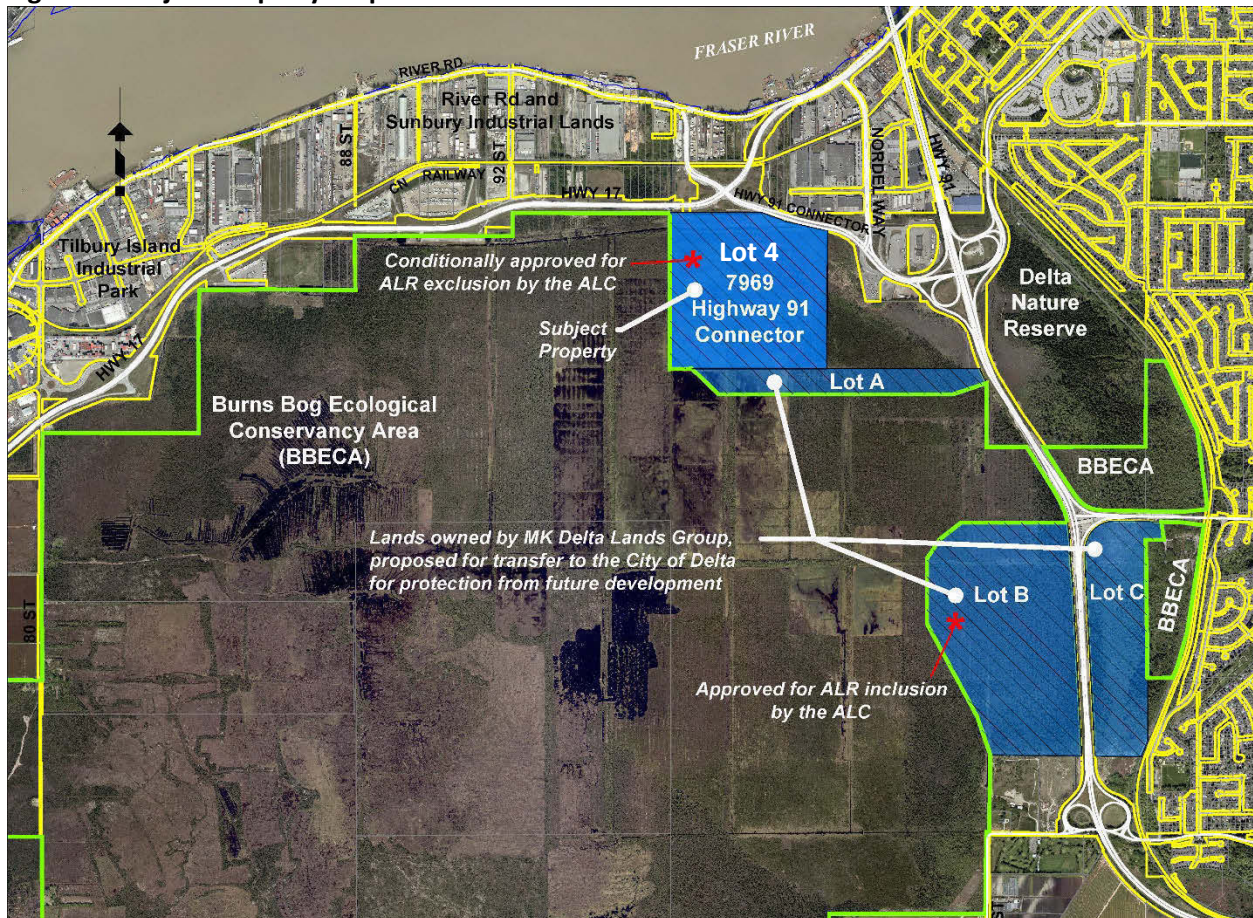 FRASER RIVER
RIVER RD
River Rd and
Sunbury Industrial Lands
88 ST
92 ST
CN
RAILWAY
HWY 17
NORDEL WAY
HWY 91
HWY 91 CONNECTOR
Tilbury Island
Industrial
Park
HWY 17
Conditionally approved for
ALR exclusion by the ALC
Lot 4
7969
Highway 91
Connector
Subject
Property
Delta
Nature
Reserve
Lot A
Burns Bog Ecological
Conservancy Area
(BBECA)
BBECA
Lands owned by MK Delta Lands Group,
proposed for transfer to the City of Delta
for protection from future development
Lot B
Lot C
BBECA
80 ST
Approved for ALR inclusion
by the ALC